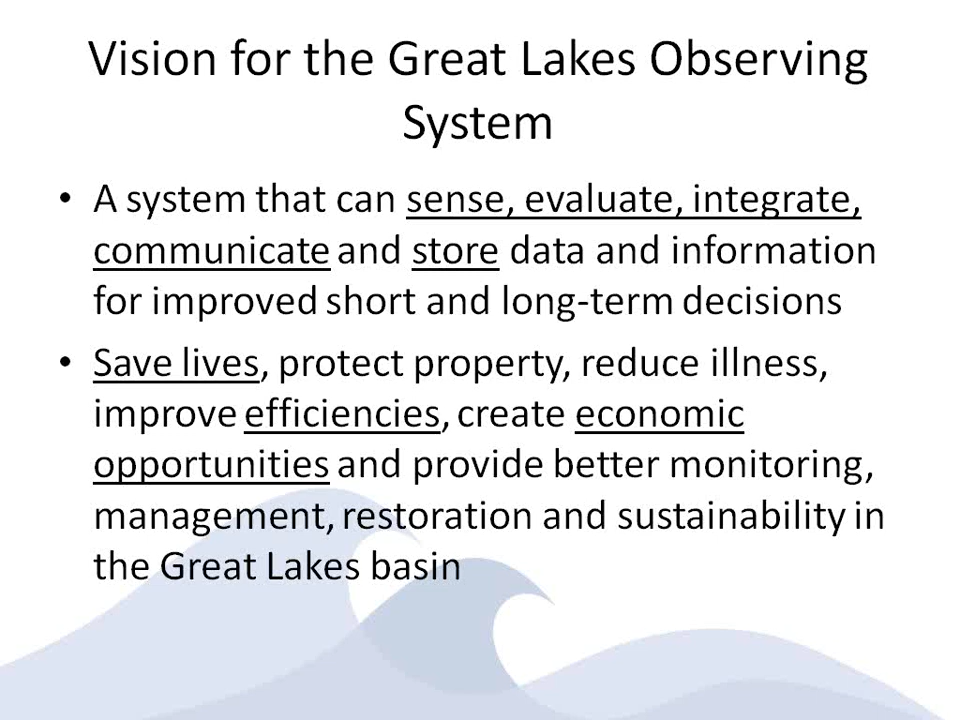 Vision for the Great Lakes Observing
System
• A system that can sense, evaluate, integrate,
communicate and store data and information
for improved short and long-term decisions
• Save lives, protect property, reduce illness,
improve efficiencies, create economic
opportunities and provide better monitoring,
management, restoration and sustainability in
the Great Lakes basin